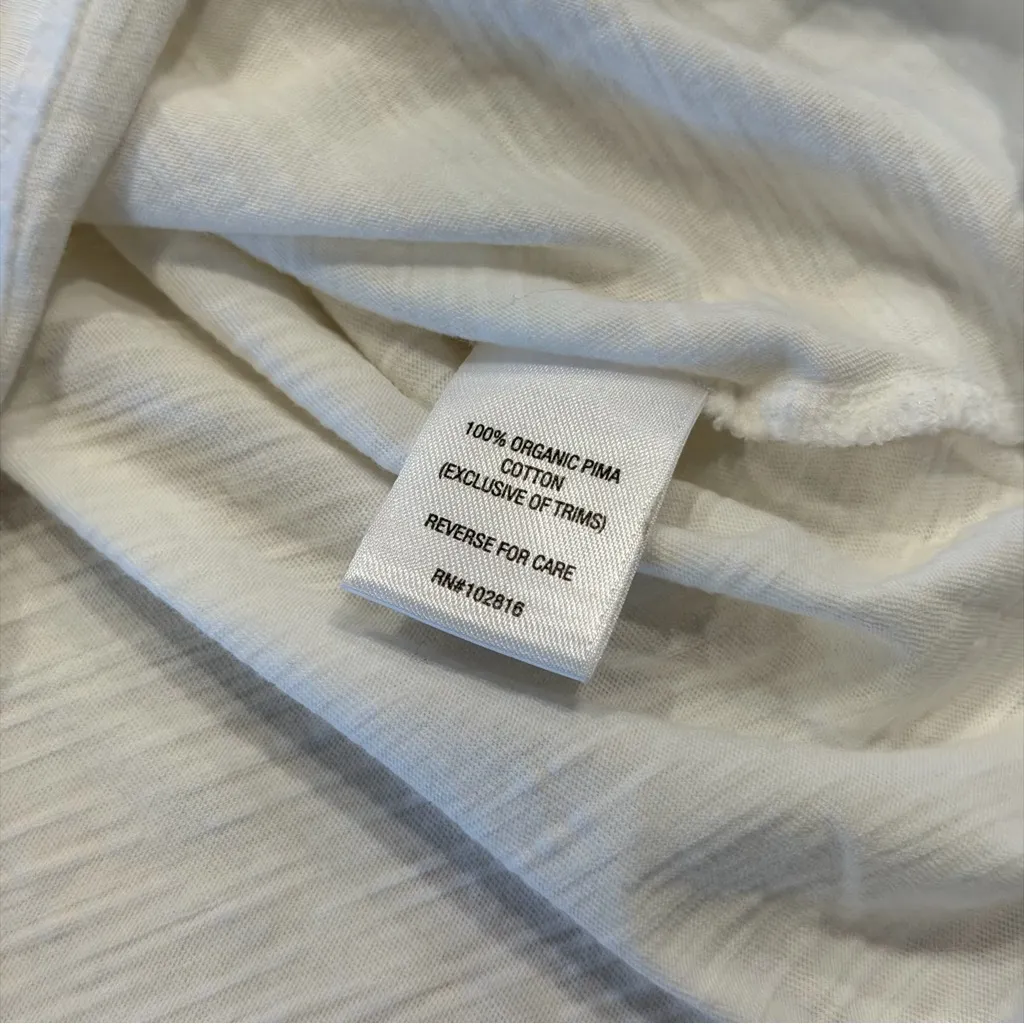 100% ORGANIC PIMA
COTTON
(EXCLUSIVE OF TRIMS)
REVERSE FOR CARE
RN#102816